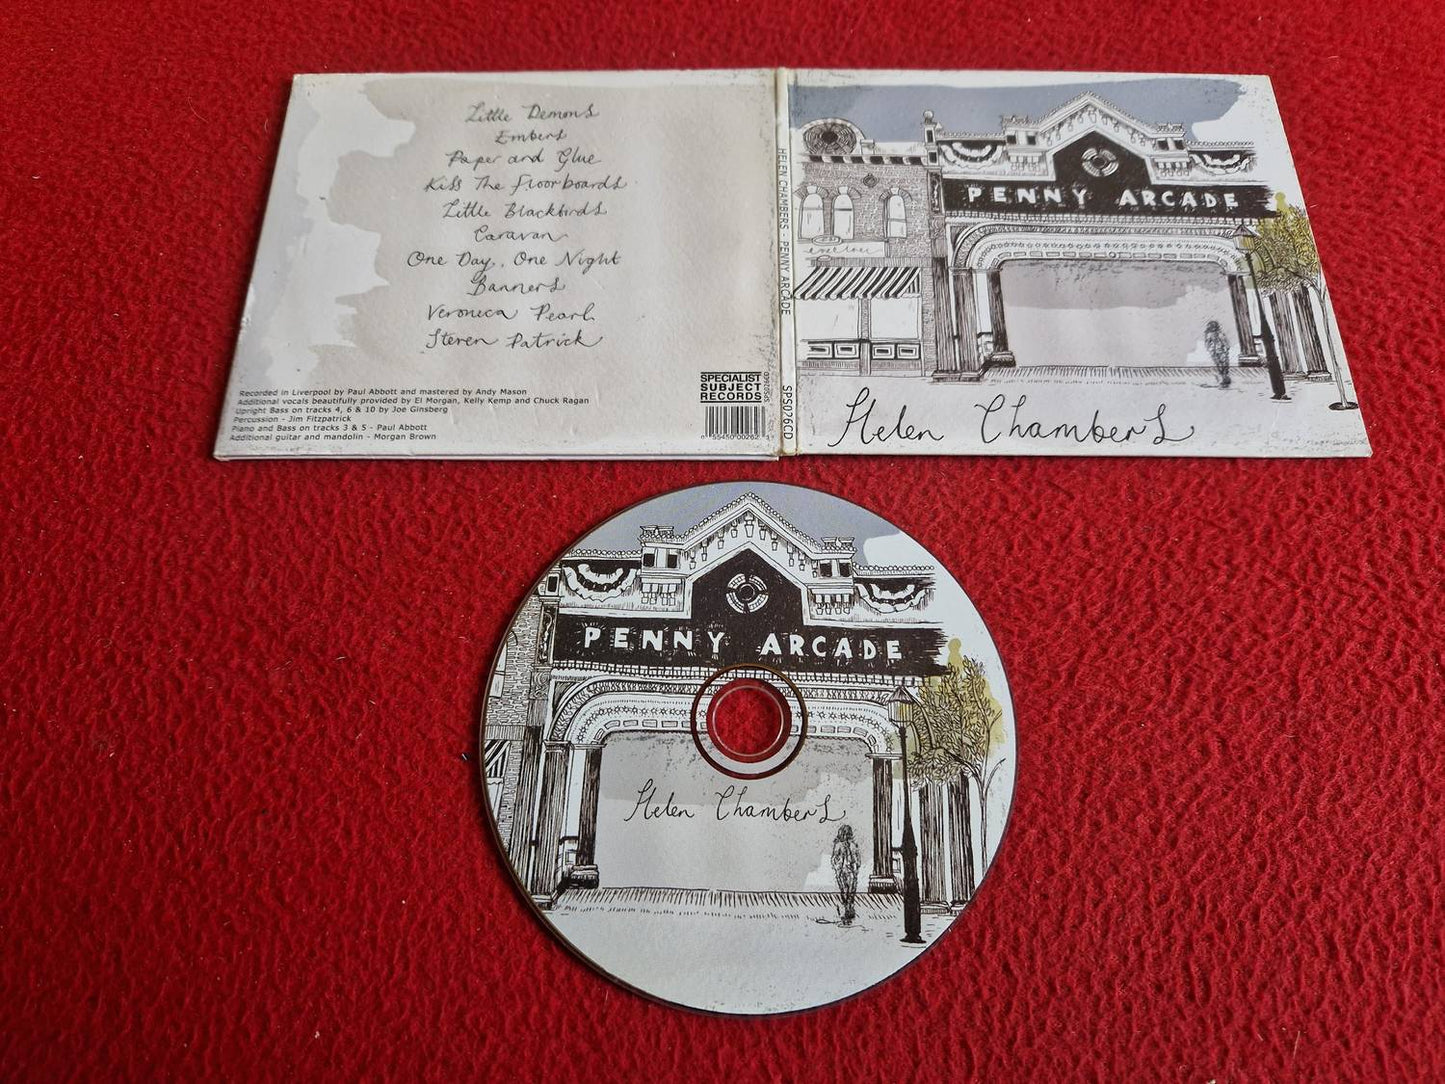 Little Demons
Embers
Paper and Glue
Kiss The Floorboards
Little Blackbirds
Caravan
One Day, One Night
Banners
Veronica Pearl
Steven Patrick
Recorded in Liverpool by Paul Abbott and mastered by Andy Mason
Additional vocals beautifully provided by El Morgan, Kelly Kemp and Chuck Ragan
Upright Bass on tracks 4, 6 & 10 by Joe Ginsberg
Percussion - Jim Fitzpatrick
Piano and Bass on tracks 3 & 5 - Paul Abbott
Additional guitar and mandolin - Morgan Brown
SPECIALIST
SUBJECT
RECORDS
SPS026CD
HELEN CHAMBERS - PENNY ARCADE
SPS026CD
PENNY ARCADE
Helen Chambers
PENNY ARCADE
Helen Chambers